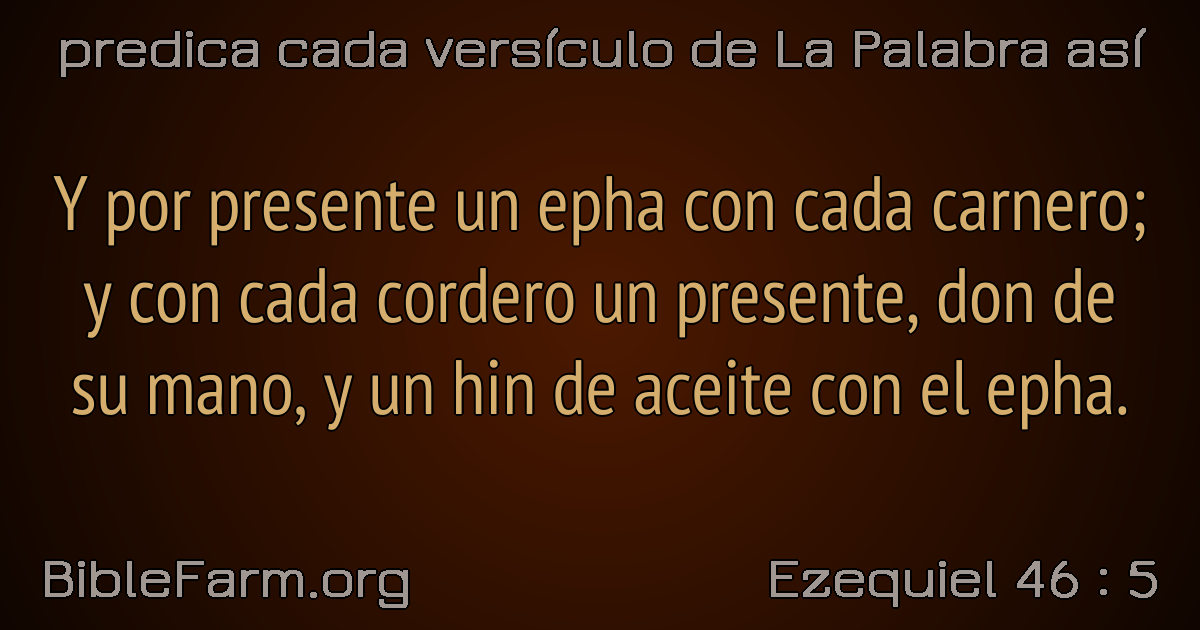 predica cada versículo de La Palabra así
Y por presente un epha con cada carnero;
y con cada cordero un presente, don de
su mano, y un hin de aceite con el epha.
BibleFarm.org
Ezequiel 46 : 5